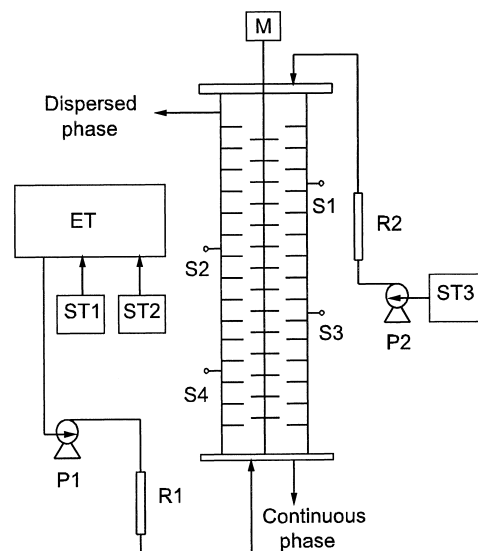 M
Dispersed
phase
ET
S1
R2
S2
ST1
ST2
ST3
S3
P2
S4
P1
R1
Continuous
phase